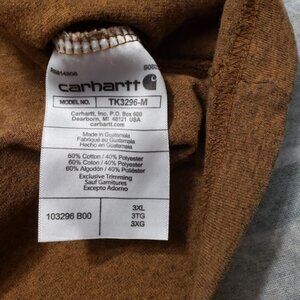 carhartt
MODEL NO. TK3296-M
Carhartt, Inc. P.O. Box 600
Dearborn, MI 48121 USA
carhartt.com
Made in Guatemala
Fabriqué au Guatemala
Hecho en Guatemala
60% Cotton / 40% Polyester
60% Coton / 40% Polyester
60% Algodón / 40% Poliéster
Exclusive Trimming
Sauf Garnitures
Excepto Adorno
103296 B00
3XL
3TG
3XG